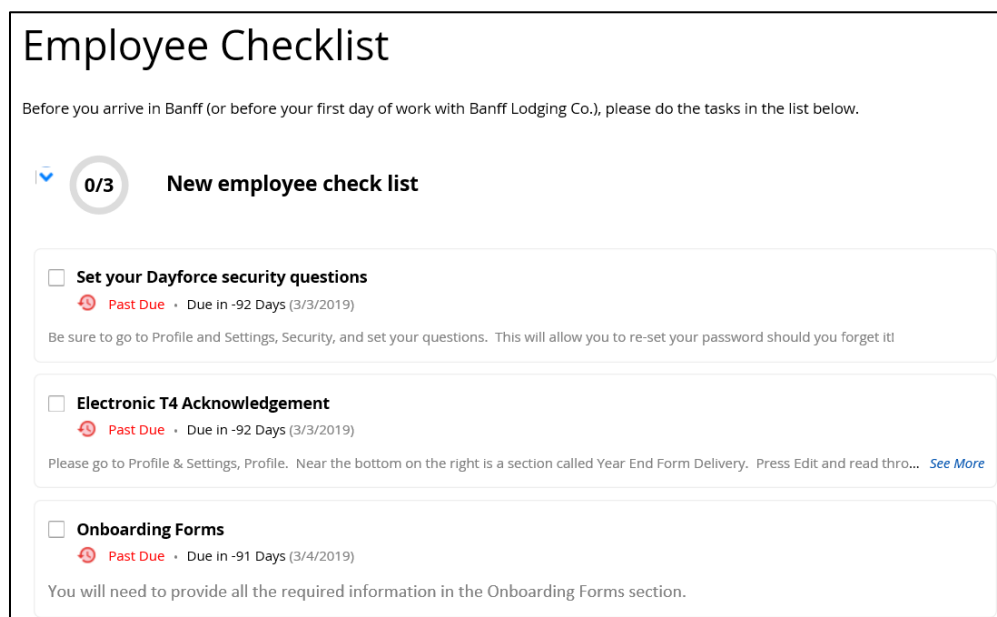 Employee Checklist
Before you arrive in Banff (or before your first day of work with Banff Lodging Co.), please do the tasks in the list below.
0/3 New employee check list
Set your Dayforce security questions
Past Due • Due in -92 Days (3/3/2019)
Be sure to go to Profile and Settings, Security, and set your questions. This will allow you to re-set your password should you forget it!
Electronic T4 Acknowledgement
Past Due • Due in -92 Days (3/3/2019)
Please go to Profile & Settings, Profile. Near the bottom on the right is a section called Year End Form Delivery. Press Edit and read thro... See More
Onboarding Forms
Past Due • Due in -91 Days (3/4/2019)
You will need to provide all the required information in the Onboarding Forms section.